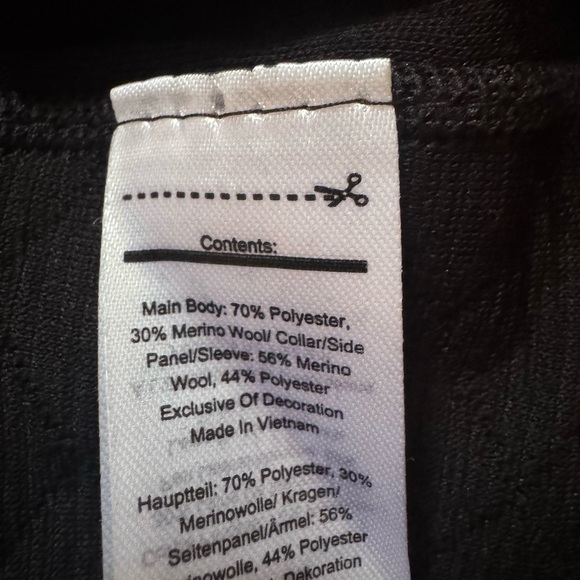 Contents:
Main Body: 70% Polyester,
30% Merino Wool/ Collar/Side
Panel/Sleeve: 56% Merino
Wool, 44% Polyester
Exclusive Of Decoration
Made In Vietnam
Hauptteil: 70% Polyester, 30%
Merinowolle/ Kragen/
Seitenpanel/Ärmel: 56%
44% Polyester
Dekoration